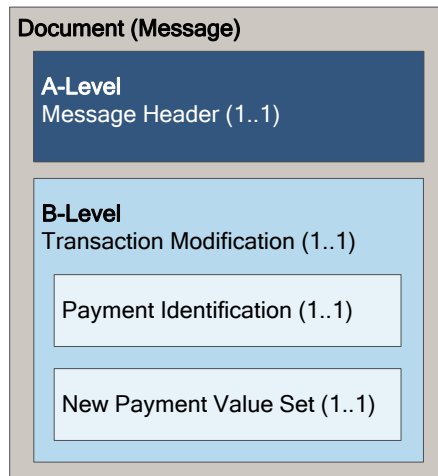 Document (Message)
A-Level
Message Header (1..1)
B-Level
Transaction Modification (1..1)
Payment Identification (1..1)
New Payment Value Set (1..1)